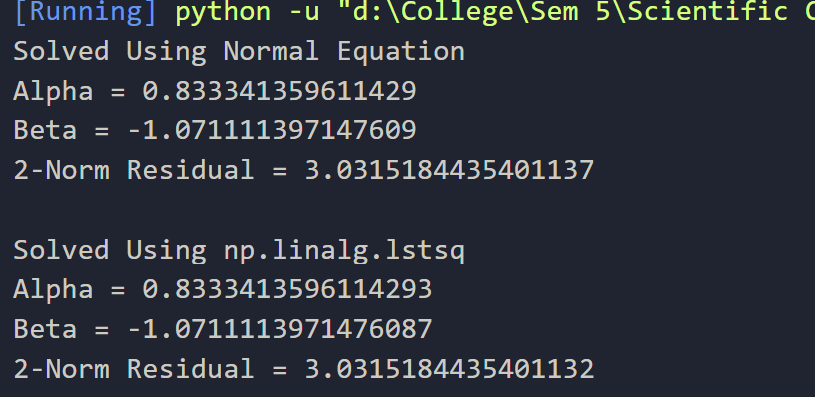 [Running] python -u "d:\College\Sem 5\Scientific
Solved Using Normal Equation
Alpha = 0.833341359611429
Beta = -1.071111397147609
2-Norm Residual = 3.0315184435401137
Solved Using np.linalg.lstsq
Alpha = 0.8333413596114293
Beta = -1.0711113971476087
2-Norm Residual = 3.0315184435401132